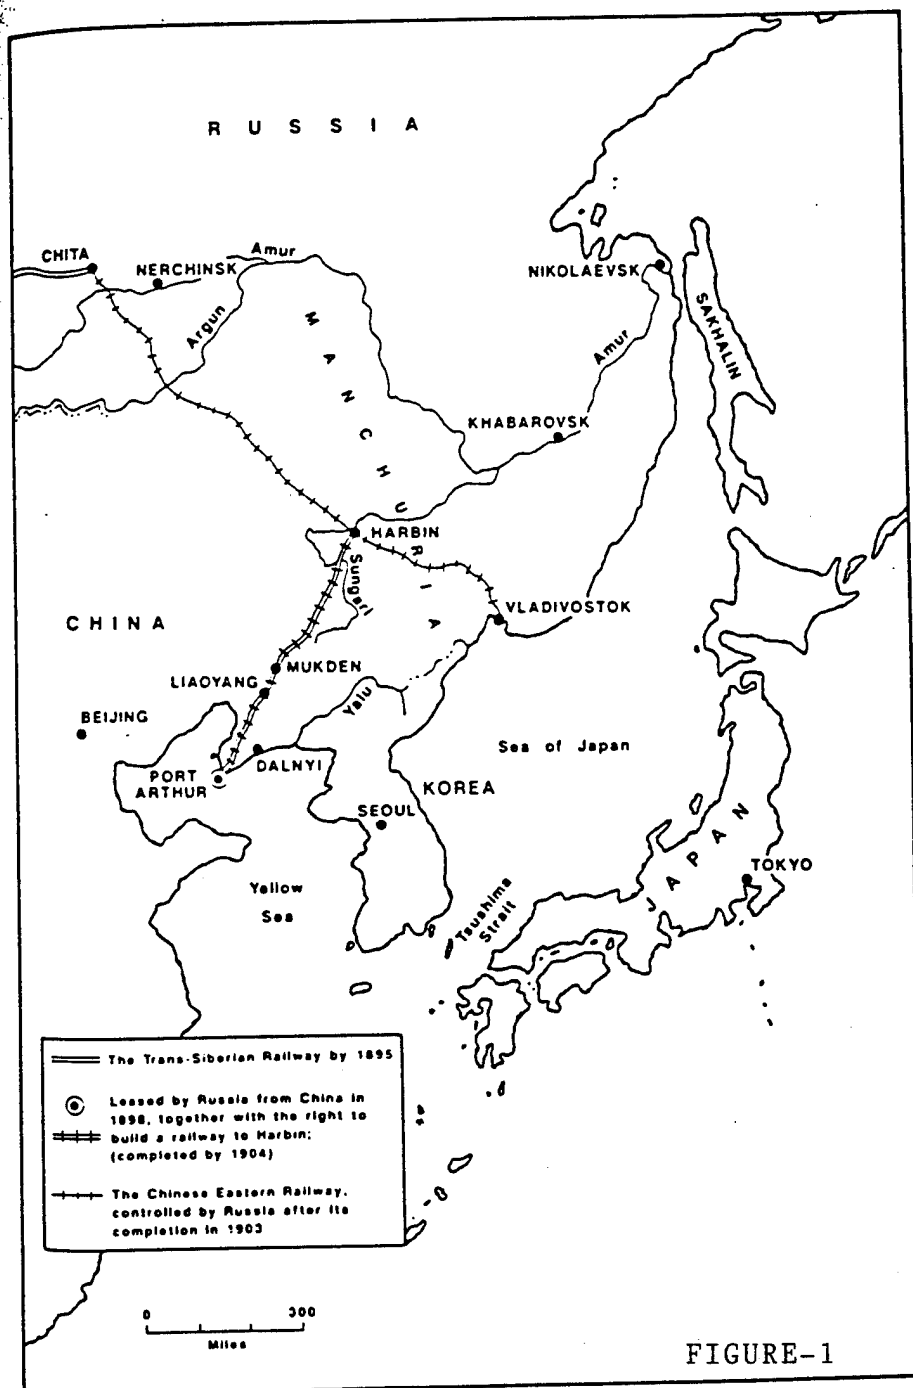 RUSSIA
CHITA
NERCHINSK
Amur
Argun
MANCHURIA
NIKOLAEVSK
SAKHALIN
Amur
KHABAROVSK
HARBIN
Sungari
VLADIVOSTOK
CHINA
MUKDEN
LIAOYANG
Yalu
BEIJING
Sea of Japan
DALNYI
PORT
ARTHUR
KOREA
SEOUL
JAPAN
TOKYO
Yellow
Sea
Tsushima
Strait
The Trans-Siberian Railway by 1895
Leased by Russia from China in
1898, together with the right to
build a railway to Harbin;
(completed by 1904)
The Chinese Eastern Railway,
controlled by Russia after its
completion in 1903
0 300
Miles
FIGURE-1